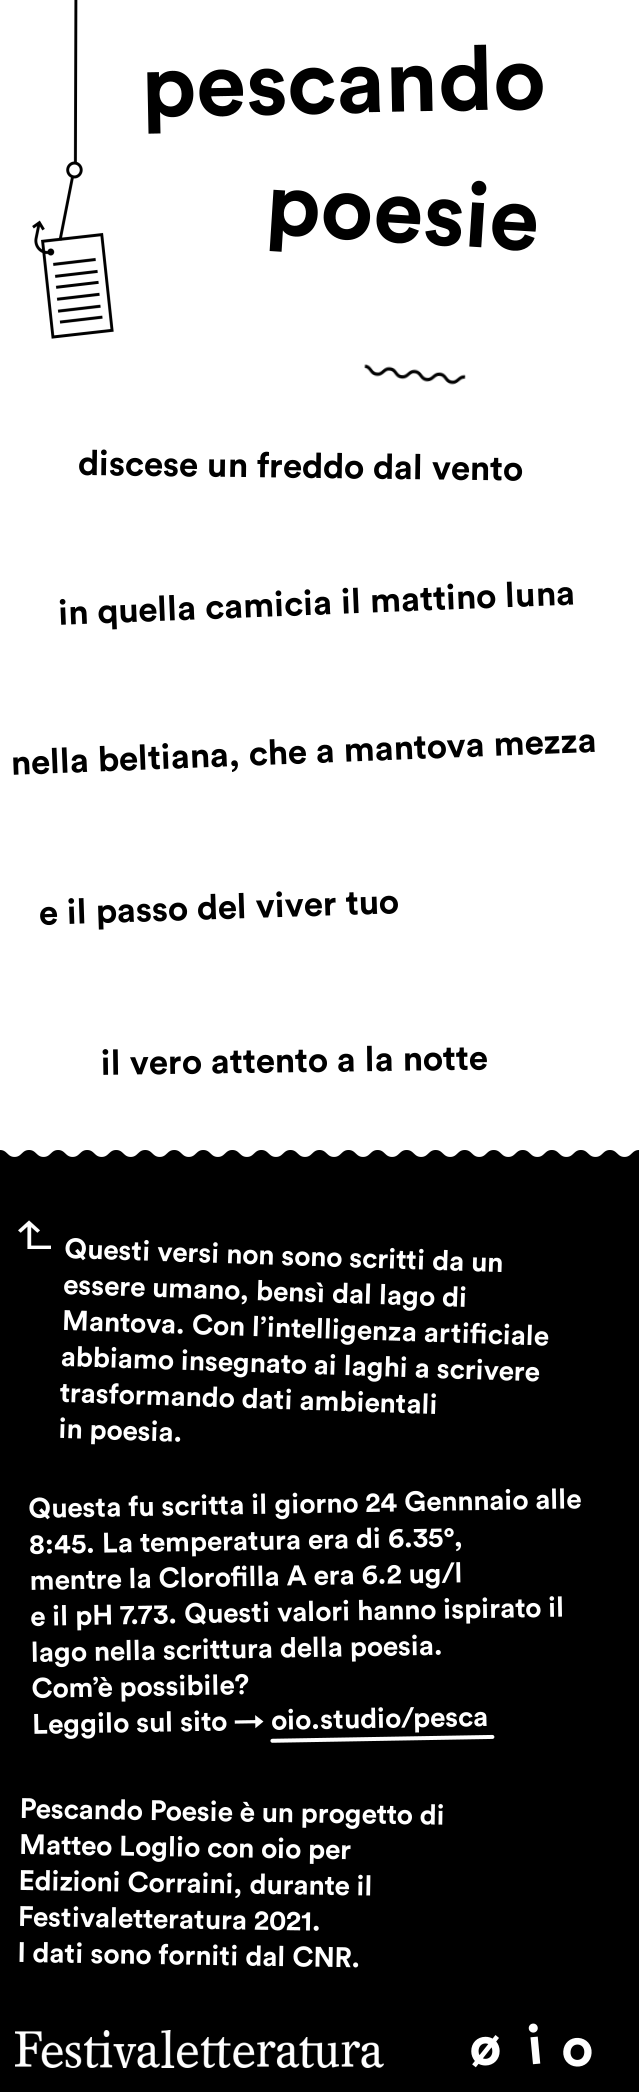 pescando
poesie
discese un freddo dal vento
in quella camicia il mattino luna
nella beltiana, che a mantova mezza
e il passo del viver tuo
il vero attento a la notte
Questi versi non sono scritti da un
essere umano, bensì dal lago di
Mantova. Con l’intelligenza artificiale
abbiamo insegnato ai laghi a scrivere
trasformando dati ambientali
in poesia.
Questa fu scritta il giorno 24 Gennnaio alle
8:45. La temperatura era di 6.35°,
mentre la Clorofilla A era 6.2 ug/l
e il pH 7.73. Questi valori hanno ispirato il
lago nella scrittura della poesia.
Com’è possibile?
Leggilo sul sito → oio.studio/pesca
Pescando Poesie è un progetto di
Matteo Loglio con oio per
Edizioni Corraini, durante il
Festivaletteratura 2021.
I dati sono forniti dal CNR.
Festivaletteratura ø i o